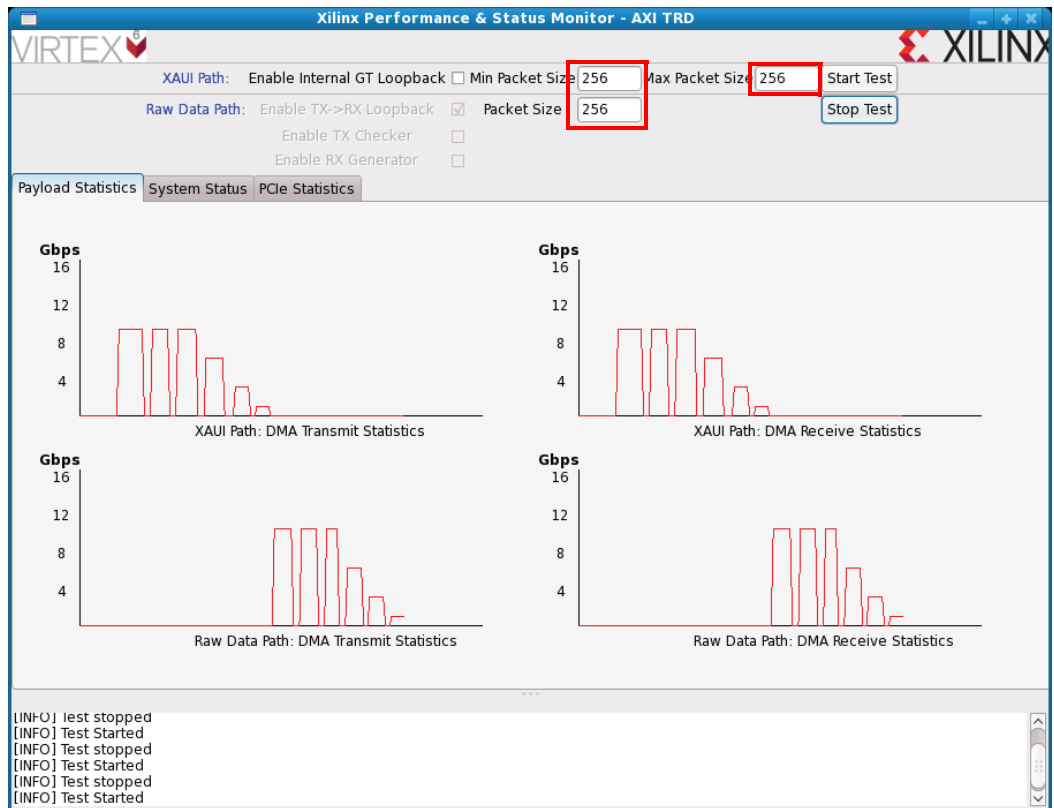 Xilinx Performance & Status Monitor - AXI TRD
VIRTEX 6
XILINX
XAUI Path: Enable Internal GT Loopback Min Packet Size 256 Max Packet Size 256 Start Test
Raw Data Path: Enable TX->RX Loopback Packet Size 256 Stop Test
Enable TX Checker
Enable RX Generator
Payload Statistics System Status PCIe Statistics
Gbps
16
12
8
4
XAUI Path: DMA Transmit Statistics
Gbps
16
12
8
4
XAUI Path: DMA Receive Statistics
Gbps
16
12
8
4
Raw Data Path: DMA Transmit Statistics
Gbps
16
12
8
4
Raw Data Path: DMA Receive Statistics
[INFO] Test stopped
[INFO] Test Started
[INFO] Test stopped
[INFO] Test Started
[INFO] Test stopped
[INFO] Test Started